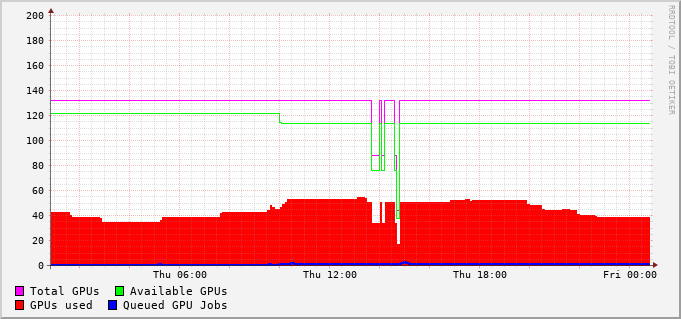 200
180
160
140
120
100
80
60
40
20
0
Thu 06:00 Thu 12:00 Thu 18:00 Fri 00:00
Total GPUs Available GPUs
GPUs used Queued GPU Jobs
RRDTOOL / TOBI OETIKER